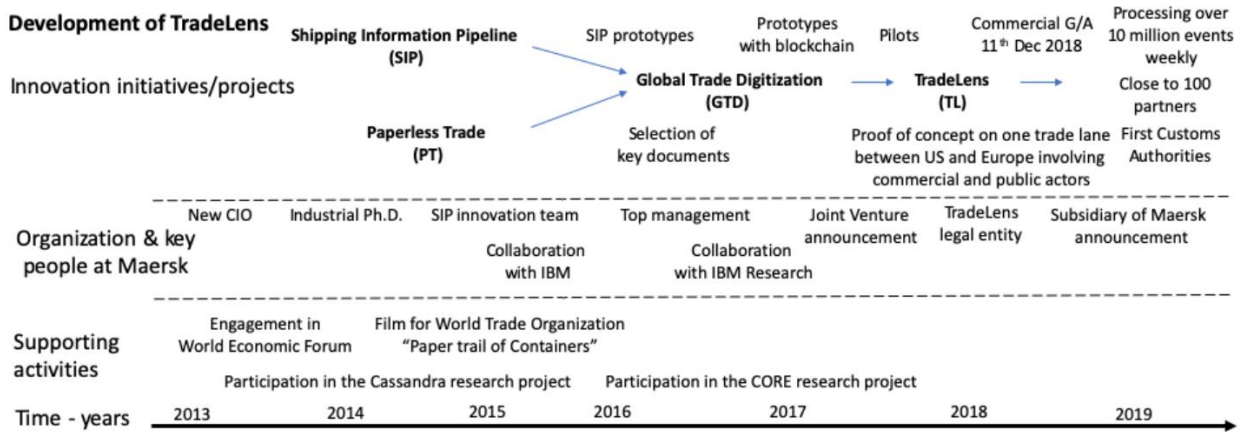 Development of TradeLens
Innovation initiatives/projects
Shipping Information Pipeline
(SIP)
Paperless Trade
(PT)
SIP prototypes
Prototypes
with blockchain
Pilots
Commercial G/A
11th Dec 2018
Processing over
10 million events
weekly
Global Trade Digitization
(GTD)
TradeLens
(TL)
Close to 100
partners
Selection of
key documents
Proof of concept on one trade lane
between US and Europe involving
commercial and public actors
First Customs
Authorities
Organization & key
people at Maersk
New CIO
Industrial Ph.D.
SIP innovation team
Collaboration
with IBM
Top management
Collaboration
with IBM Research
Joint Venture
announcement
TradeLens
legal entity
Subsidiary of Maersk
announcement
Supporting
activities
Engagement in
World Economic Forum
Film for World Trade Organization
“Paper trail of Containers”
Participation in the Cassandra research project
Participation in the CORE research project
Time - years
2013
2014
2015
2016
2017
2018
2019